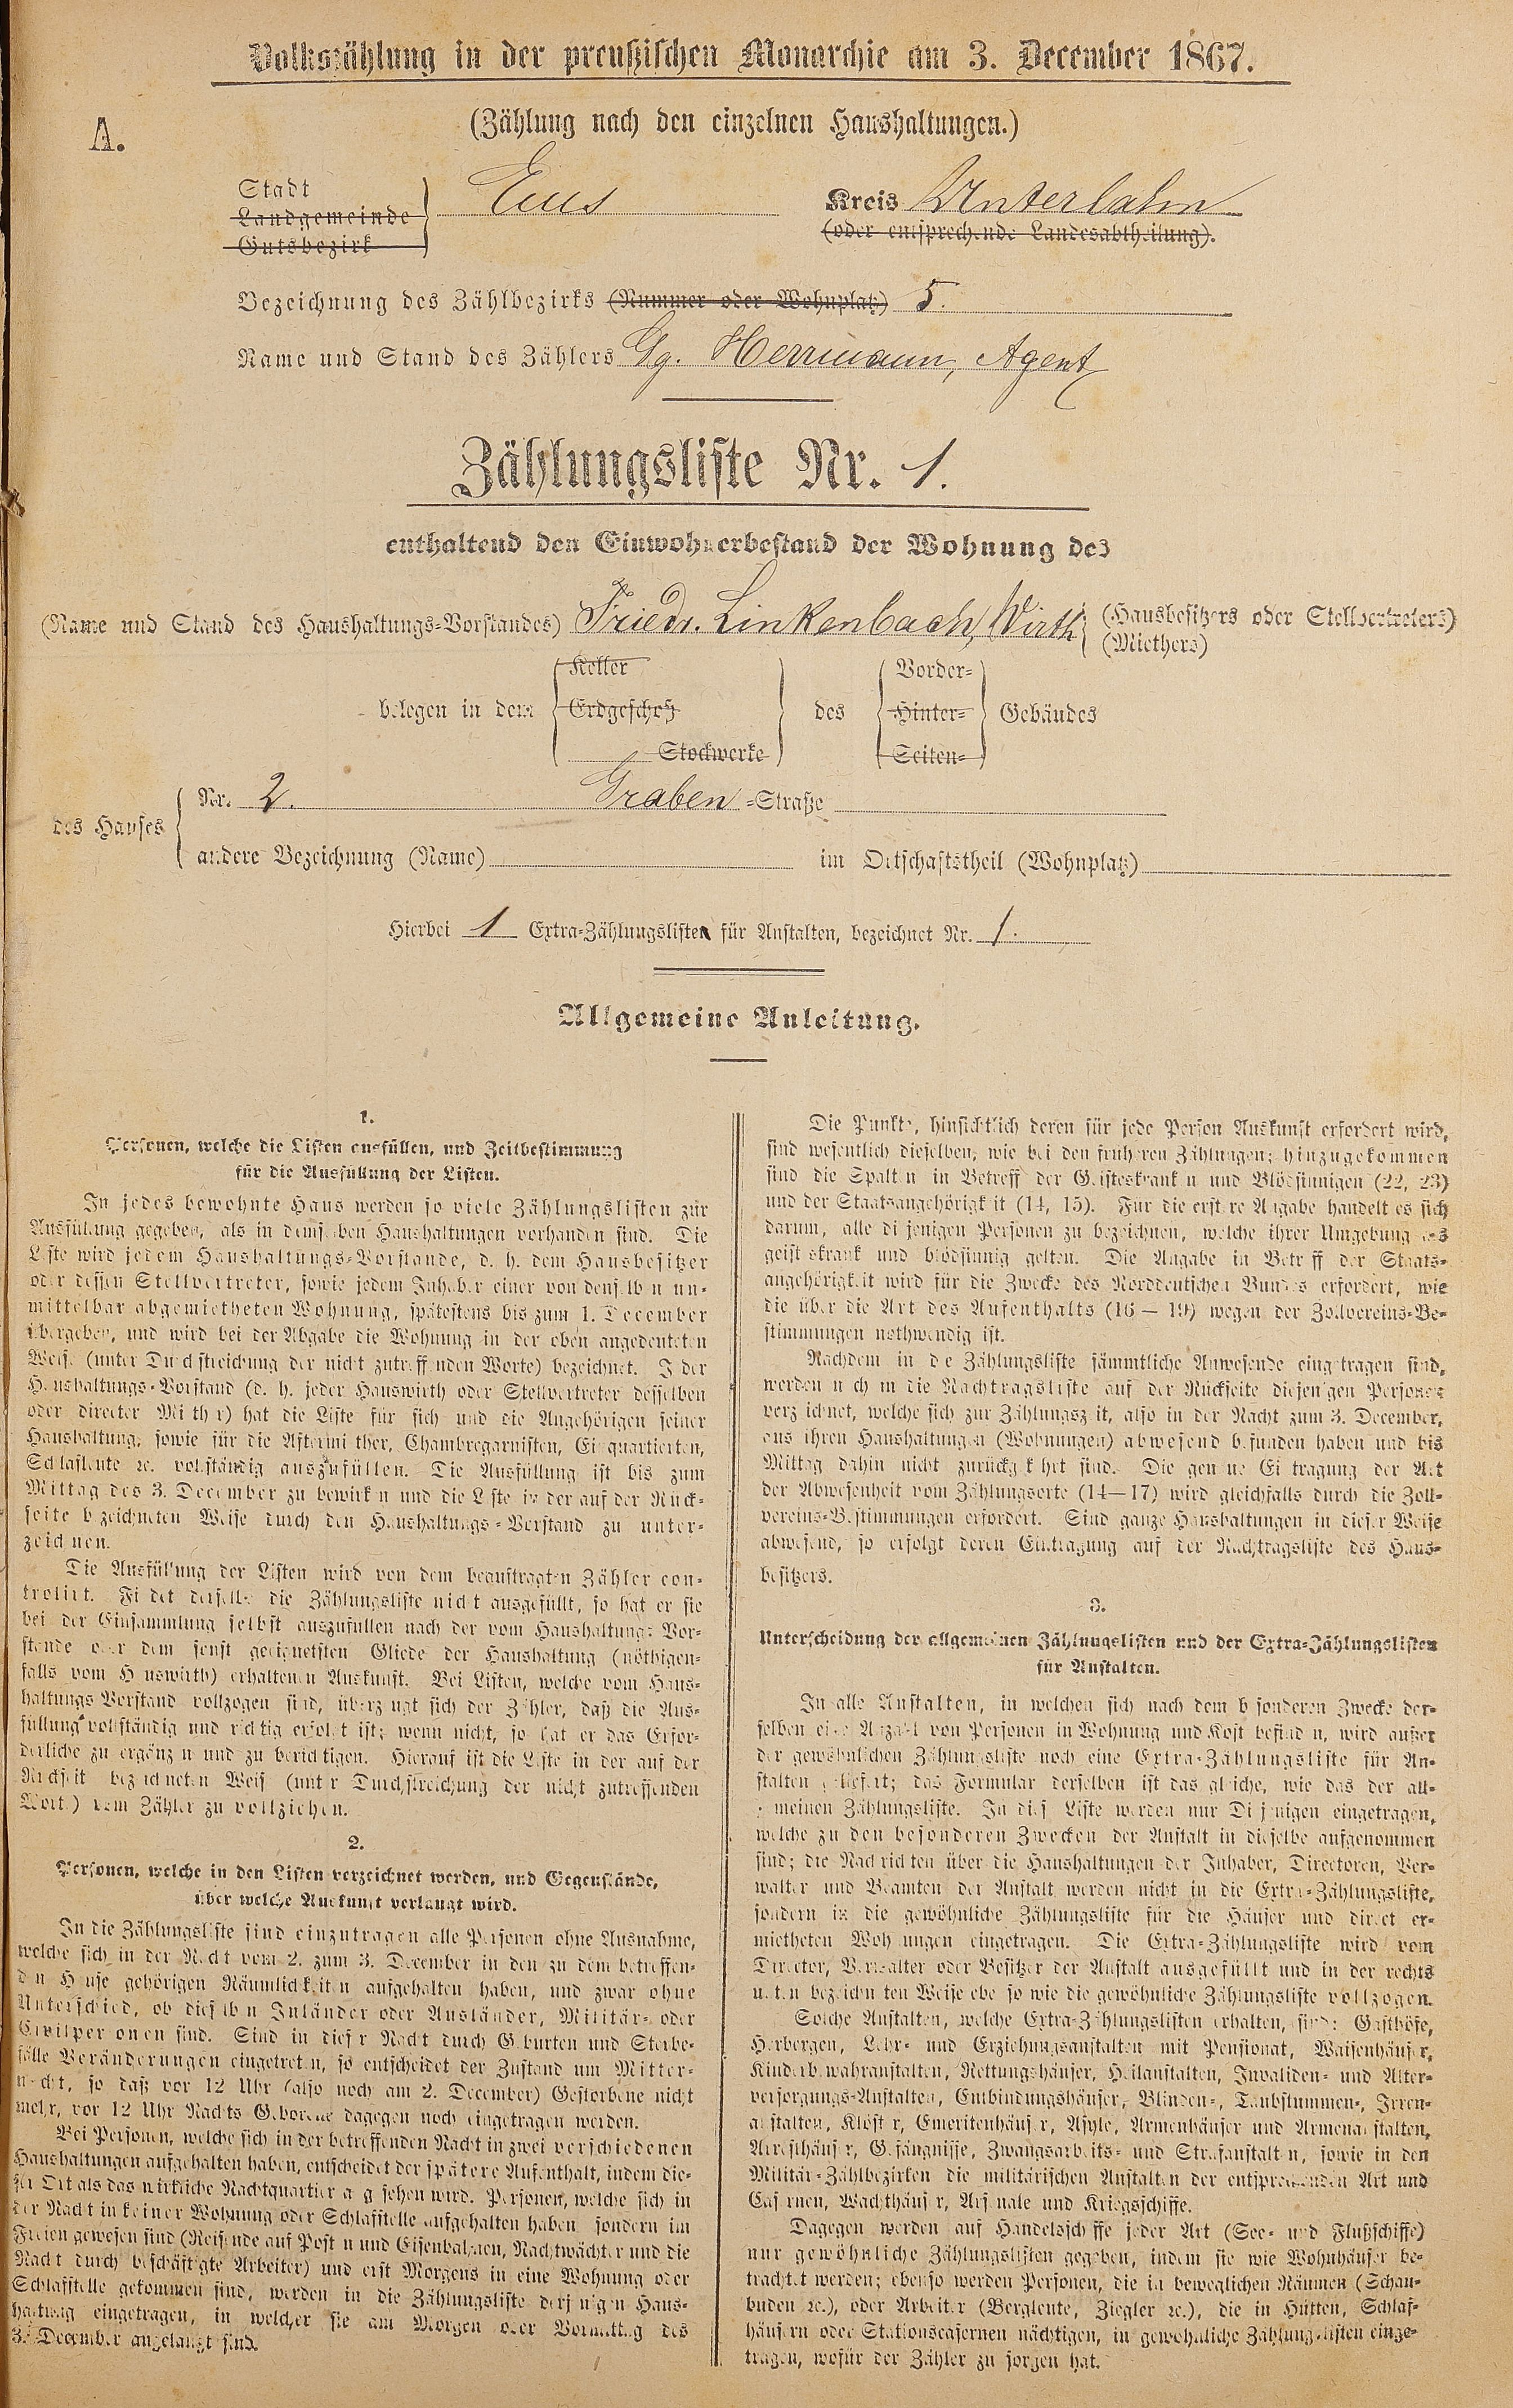 Volkszählung in der preußischen Monarchie am 3. December 1867.
A.
(Zählung nach den einzelnen Haushaltungen.)
Stadt
Landgemeinde
Gutsbezirk
Ems
Kreis Unterlahn
(oder entsprechende Landesabtheilung).
Bezeichnung des Zählbezirks (Nummer oder Wohnplatz) 5.
Name und Stand des Zählers Gg. Herrmann, Agent
Zählungsliste Nr. 1.
enthaltend den Einwohnerbestand der Wohnung des
(Name und Stand des Haushaltungs-Vorstandes) Friedr. Linkenbach, Wirth
(Hausbesitzers oder Stellvertreters)
(Miethers)
belegen in dem
Keller
Erdgeschoß
Stockwerke
des
Vorder-
Hinter-
Seiten-
Gebäudes
des Hauses
Nr. 2. Graben-Straße
andere Bezeichnung (Name) im Ortschaftstheil (Wohnplatz)
Hierbei 1 Extra-Zählungslisten für Anstalten, bezeichnet Nr. 1.
Allgemeine Anleitung.
1.
Personen, welche die Listen ausfüllen, und Zeitbestimmung
für die Ausfüllung der Listen.
In jedes bewohnte Haus werden so viele Zählungslisten zur
Ausfüllung gegeben, als in demselben Haushaltungen vorhanden sind. Die
Liste wird jedem Haushaltungs-Vorstande, d. h. dem Hausbesitzer
oder dessen Stellvertreter, sowie jedem Inhaber einer von denselben un-
mittelbar abgemietheten Wohnung, spätestens bis zum 1. December
übergeben, und wird bei der Abgabe die Wohnung in der oben angedeuteten
Weise (unter Durchstreichung der nicht zutreffenden Worte) bezeichnet. Jeder
Haushaltungs-Vorstand (d. h. jeder Hauswirth oder Stellvertreter desselben
oder directer Miether) hat die Liste für sich und die Angehörigen seiner
Haushaltung, sowie für die Aftermiether, Chambregarnisten, Einquartierten,
Schlafleute ꝛc. vollständig auszufüllen. Die Ausfüllung ist bis zum
Mittag des 3. December zu bewirken und die Liste in der auf der Rück-
seite bezeichneten Weise durch den Haushaltungs-Vorstand zu unter-
zeichnen.
Die Ausfüllung der Listen wird von dem beauftragten Zähler con-
trolirt. Findet derselbe die Zählungsliste nicht ausgefüllt, so hat er sie
bei der Einsammlung selbst auszufüllen nach der vom Haushaltungs-Vor-
stande oder dem sonst geeignetsten Gliede der Haushaltung (nöthigen-
falls vom Hauswirth) erhaltenen Auskunft. Bei Listen, welche vom Haus-
haltungs-Vorstand vollzogen sind, überzeugt sich der Zähler, daß die Aus-
füllung vollständig und richtig erfolgt ist; wenn nicht, so hat er das Erfor-
derliche zu ergänzen und zu berichtigen. Hierauf ist die Liste in der auf der
Rückseite bezeichneten Weise (unter Durchstreichung der nicht zutreffenden
Worte) vom Zähler zu vollziehen.
2.
Personen, welche in den Listen verzeichnet werden, und Gegenstände,
über welche Auskunft verlangt wird.
In die Zählungsliste sind einzutragen alle Personen ohne Ausnahme,
welche sich in der Nacht vom 2. zum 3. December in den zu dem betreffen-
den Hause gehörigen Räumlichkeiten aufgehalten haben, und zwar ohne
Unterschied, ob dieselben Inländer oder Ausländer, Militär- oder
Civilpersonen sind. Sind in dieser Nacht durch Geburten und Sterbe-
fälle Veränderungen eingetreten, so entscheidet der Zustand um Mitter-
nacht, so daß vor 12 Uhr (also noch am 2. December) Gestorbene nicht
mehr, vor 12 Uhr Nachts Geborene dagegen noch eingetragen werden.
Bei Personen, welche sich in der betreffenden Nacht in zwei verschiedenen
Haushaltungen aufgehalten haben, entscheidet der spätere Aufenthalt, indem die-
ser Ort als das wirkliche Nachtquartier angesehen wird. Personen, welche sich in
der Nacht in keiner Wohnung oder Schlafstelle aufgehalten haben, sondern im
Freien gewesen sind (Reisende auf Posten und Eisenbahnen, Nachtwächter und die
Nacht durch beschäftigte Arbeiter) und erst Morgens in eine Wohnung oder
Schlafstelle gekommen sind, werden in die Zählungsliste derjenigen Haus-
haltung eingetragen, in welcher sie am Morgen oder Vormittag des
3. December angelangt sind.
Die Punkte, hinsichtlich deren für jede Person Auskunft erfordert wird,
sind wesentlich dieselben, wie bei den früheren Zählungen; hinzugekommen
sind die Spalten in Betreff der Geisteskranken und Blödsinnigen (22, 23)
und der Staatsangehörigkeit (14, 15). Für die erstere Angabe handelt es sich
darum, alle diejenigen Personen zu bezeichnen, welche ihrer Umgebung als
geisteskrank und blödsinnig gelten. Die Angabe in Betreff der Staats-
angehörigkeit wird für die Zwecke des Norddeutschen Bundes erfordert, wie
die über die Art des Aufenthalts (16 — 19) wegen der Zollvereins-Be-
stimmungen nothwendig ist.
Nachdem in die Zählungsliste sämmtliche Anwesende eingetragen sind,
werden noch in die Nachtragsliste auf der Rückseite diejenigen Personen
verzeichnet, welche sich zur Zählungszeit, also in der Nacht zum 3. December,
aus ihren Haushaltungen (Wohnungen) abwesend befunden haben und bis
Mittag dahin nicht zurückgekehrt sind. Die genaue Eintragung der Art
der Abwesenheit vom Zählungsorte (14—17) wird gleichfalls durch die Zoll-
vereins-Bestimmungen erfordert. Sind ganze Haushaltungen in dieser Weise
abwesend, so erfolgt deren Eintragung auf der Nachtragsliste des Haus-
besitzers.
3.
Unterscheidung der allgemeinen Zählungslisten und der Extra-Zählungslisten
für Anstalten.
In alle Anstalten, in welchen sich nach dem besonderen Zwecke der-
selben eine Anzahl von Personen in Wohnung und Kost befinden, wird außer
der gewöhnlichen Zählungsliste noch eine Extra-Zählungsliste für An-
stalten geliefert; das Formular derselben ist das gleiche, wie das der all-
gemeinen Zählungsliste. In diese Liste werden nur Diejenigen eingetragen,
welche zu den besonderen Zwecken der Anstalt in dieselbe aufgenommen
sind; die Nachrichten über die Haushaltungen der Inhaber, Directoren, Ver-
walter und Beamten der Anstalt werden nicht in die Extra-Zählungsliste,
sondern in die gewöhnliche Zählungsliste für die Häuser und direct er-
mietheten Wohnungen eingetragen. Die Extra-Zählungsliste wird vom
Director, Verwalter oder Besitzer der Anstalt ausgefüllt und in der rechts
unten bezeichneten Weise ebenso wie die gewöhnliche Zählungsliste vollzogen.
Solche Anstalten, welche Extra-Zählungslisten erhalten, sind: Gasthöfe,
Herbergen, Lehr- und Erziehungsanstalten mit Pensionat, Waisenhäuser,
Kinderbewahranstalten, Rettungshäuser, Heilanstalten, Invaliden- und Alter-
versorgungs-Anstalten, Entbindungshäuser, Blinden-, Taubstummen-, Irren-
anstalten, Klöster, Emeritenhäuser, Asyle, Armenhäuser und Armenanstalten,
Arresthäuser, Gefängnisse, Zwangsarbeits- und Strafanstalten, sowie in den
Militär-Zählbezirken die militärischen Anstalten der entsprechenden Art und
Casernen, Wachthäuser, Arsenale und Kriegsschiffe.
Dagegen werden auf Handelsschiffe jeder Art (See- und Flußschiffe)
nur gewöhnliche Zählungslisten gegeben, indem sie wie Wohnhäuser be-
trachtet werden; ebenso werden Personen, die in beweglichen Räumen (Schau-
buden ꝛc.), oder Arbeiter (Bergleute, Ziegler ꝛc.), die in Hütten, Schlaf-
häusern oder Stationscasernen nächtigen, in gewöhnliche Zählungslisten einge-
tragen, wofür der Zähler zu sorgen hat.